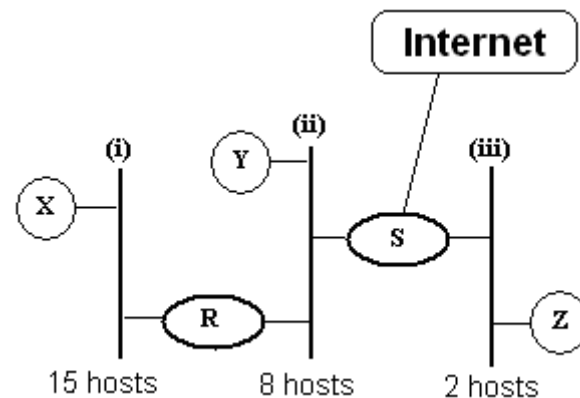 Internet
(i)
(ii)
(iii)
X
Y
S
R
Z
15 hosts
8 hosts
2 hosts